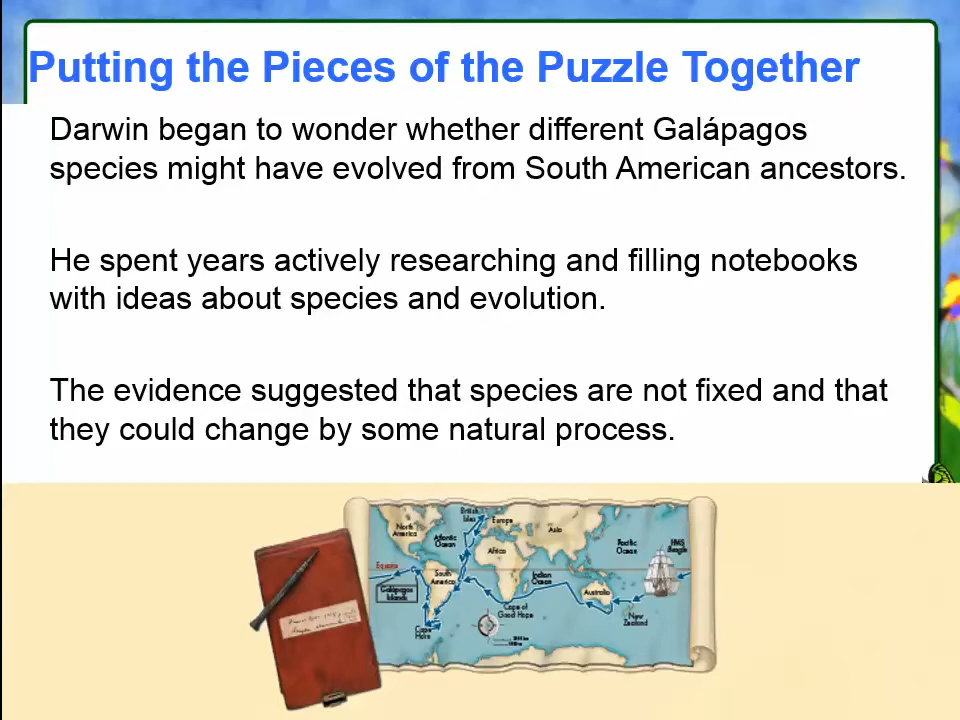 Putting the Pieces of the Puzzle Together
Darwin began to wonder whether different Galápagos
species might have evolved from South American ancestors.
He spent years actively researching and filling notebooks
with ideas about species and evolution.
The evidence suggested that species are not fixed and that
they could change by some natural process.
North
America
British
Isles
Europe
Asia
Atlantic
Ocean
Africa
Pacific
Ocean
HMS
Beagle
Equator
South
America
Indian
Ocean
Galápagos
Islands
Australia
Cape of
Good Hope
New
Zealand
Cape
Horn